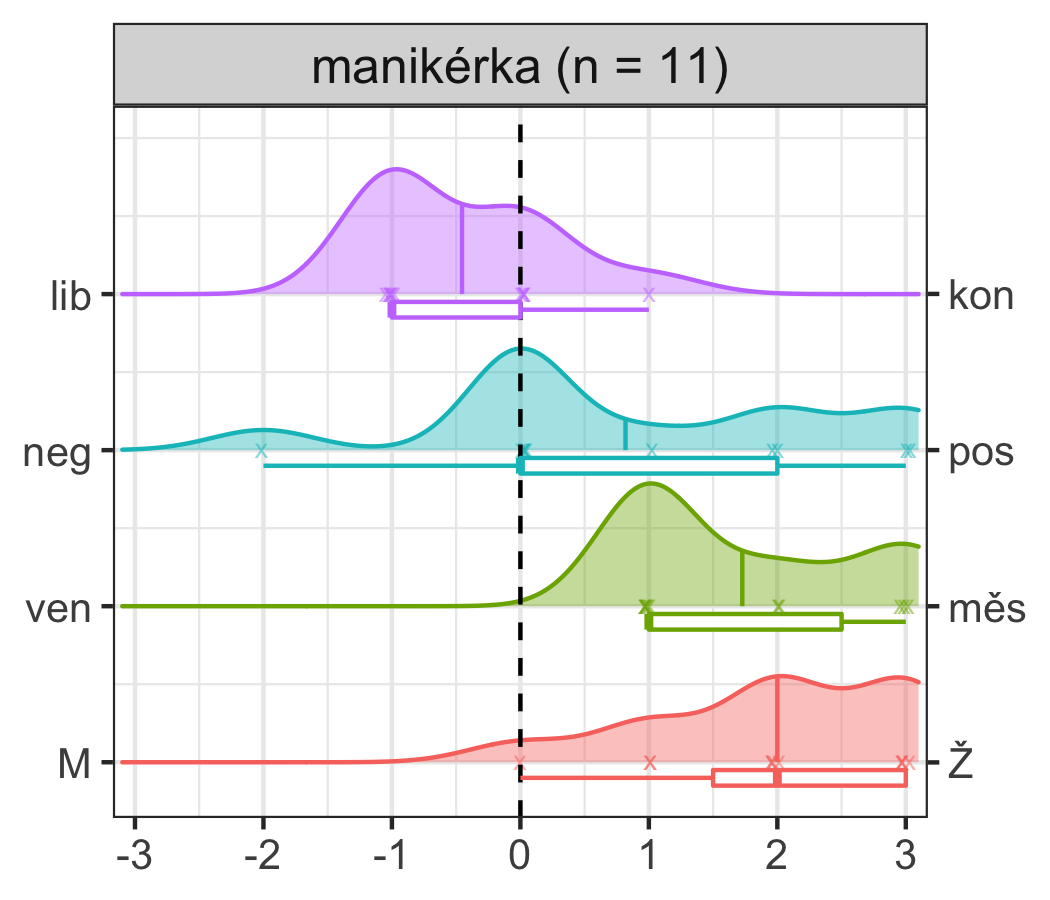 manikérka (n = 11)
lib kon
neg pos
ven měs
M Ž
-3 -2 -1 0 1 2 3